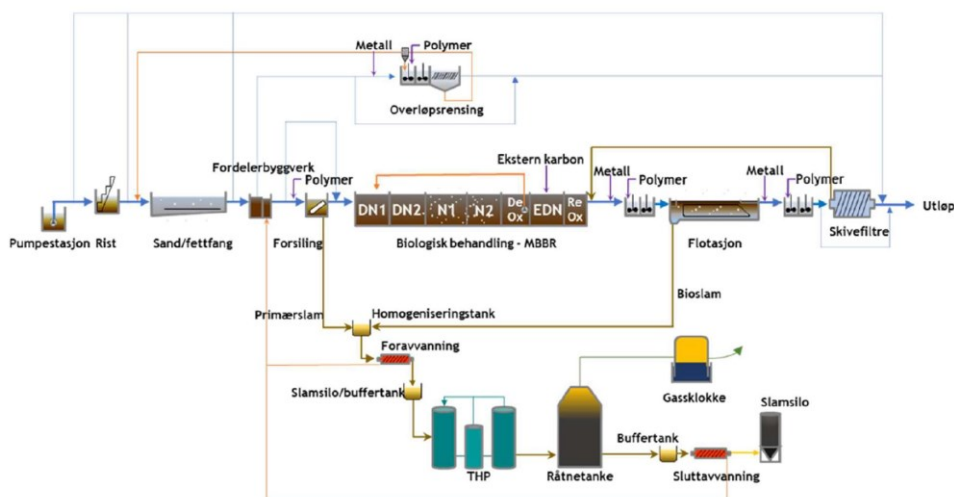 Metall
Polymer
Overløpsrensing
Fordelerbyggverk
Polymer
Ekstern karbon
Metall
Polymer
Metall
Polymer
DN1
DN2
N1
N2
De
Ox
EDN
Re
Ox
Utløp
Pumpestasjon
Rist
Sand/fettfang
Forsiling
Biologisk behandling - MBBR
Flotasjon
Skivefiltre
Bioslam
Primærslam
Homogeniseringstank
Foravvanning
Slamsilo/buffertank
Gassklokke
Slamsilo
THP
Råtnetanke
Buffertank
Sluttavvanning